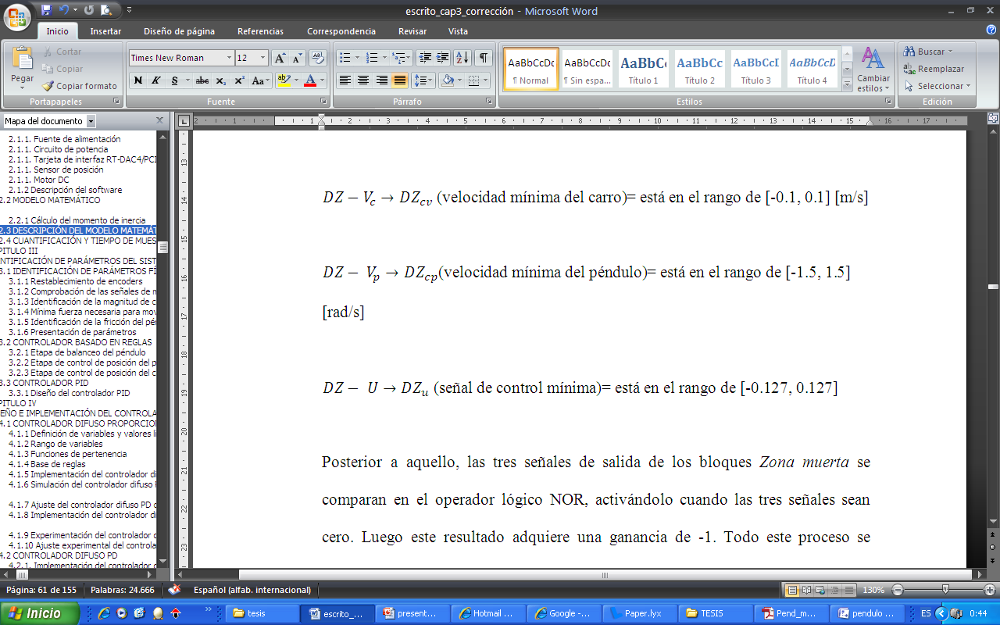 escrito_cap3_corrección - Microsoft Word
Inicio Insertar Diseño de página Referencias Correspondencia Revisar Vista
Pegar
Cortar
Copiar
Copiar formato
Portapapeles
Times New Roman 12
N K S abc x₂ x² Aa
Fuente
Párrafo
AaBbCcDc AaBbCcDc AaBbC AaBbCc AaBbCcI AaBbCcD
¶ Normal ¶ Sin espa... Título 1 Título 2 Título 3 Título 4
Cambiar estilos
Estilos
Buscar
Reemplazar
Seleccionar
Edición
Mapa del documento
2.1.1. Fuente de alimentación
2.1.1. Circuito de potencia
2.1.1. Tarjeta de interfaz RT-DAC4/PCI
2.1.1. Sensor de posición
2.1.1. Motor DC
2.1.2 Descripción del software
2.2 MODELO MATEMÁTICO
2.2.1 Cálculo del momento de inercia
2.3 DESCRIPCIÓN DEL MODELO MATEMÁT
2.4 CUANTIFICACIÓN Y TIEMPO DE MUES
PITULO III
NTIFICACIÓN DE PARÁMETROS DEL SIST
3.1 IDENTIFICACIÓN DE PARÁMETROS FÍ
3.1.1 Restablecimiento de encoders
3.1.2 Comprobación de las señales de m
3.1.3 Identificación de la magnitud de c
3.1.4 Mínima fuerza necesaria para mov
3.1.5 Identificación de la fricción del pé
3.1.6 Presentación de parámetros
3.2 CONTROLADOR BASADO EN REGLAS
3.2.1 Etapa de balanceo del péndulo
3.2.2 Etapa de control de posición del p
3.2.3 Etapa de control de posición del c
3.3 CONTROLADOR PID
3.3.1 Diseño del controlador PID
PITULO IV
EÑO E IMPLEMENTACIÓN DEL CONTROLA
4.1 CONTROLADOR DIFUSO PROPORCION
4.1.1 Definición de variables y valores li
4.1.2 Rango de variables
4.1.3 Funciones de pertenencia
4.1.4 Base de reglas
4.1.5 Implementación del controlador di
4.1.6 Simulación del controlador difuso P
4.1.7 Ajuste del controlador difuso PD c
4.1.8 Implementación del controlador di
4.1.9 Experimentación del controlador d
4.1.10 Ajuste experimental del controla
4.2 CONTROLADOR DIFUSO PD
4.2.1. Implementación del controlador d
DZ − V_c → DZ_cv (velocidad mínima del carro)= está en el rango de [-0.1, 0.1] [m/s]
DZ − V_p → DZ_cp(velocidad mínima del péndulo)= está en el rango de [-1.5, 1.5]
[rad/s]
DZ − U → DZ_u (señal de control mínima)= está en el rango de [-0.127, 0.127]
Posterior a aquello, las tres señales de salida de los bloques Zona muerta se
comparan en el operador lógico NOR, activándolo cuando las tres señales sean
cero. Luego este resultado adquiere una ganancia de -1. Todo este proceso se
Página: 61 de 155 Palabras: 24.666 Español (alfab. internacional) 130%
Inicio tesis escrito_... present... Hotmail ... Google -... Paper.lyx TESIS Pend_m... pendulo ... ES 0:44